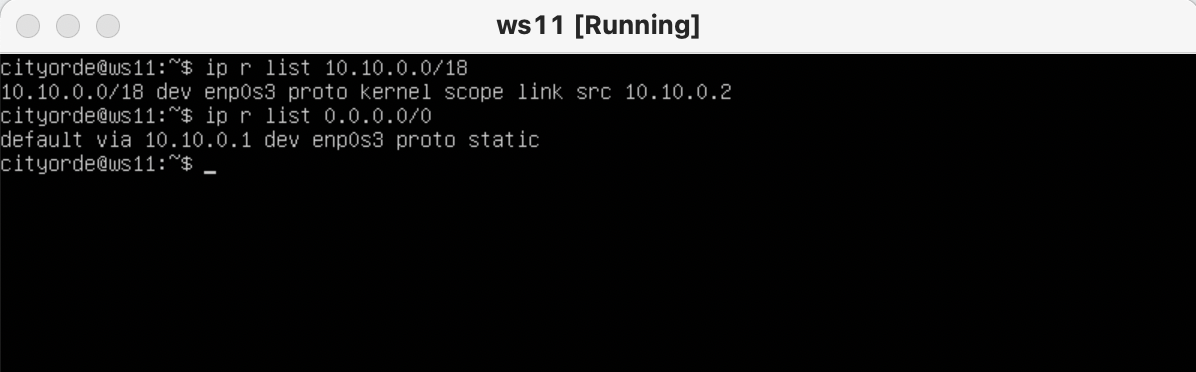 ws11 [Running]
cityorde@ws11:~$ ip r list 10.10.0.0/18
10.10.0.0/18 dev enp0s3 proto kernel scope link src 10.10.0.2
cityorde@ws11:~$ ip r list 0.0.0.0/0
default via 10.10.0.1 dev enp0s3 proto static
cityorde@ws11:~$ _